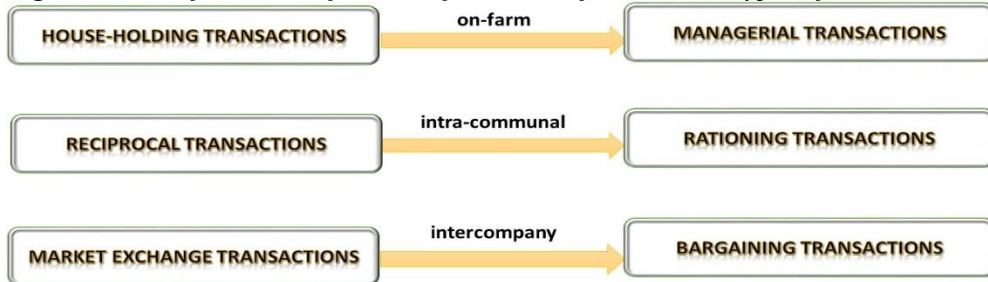 on-farm
HOUSE-HOLDING TRANSACTIONS MANAGERIAL TRANSACTIONS
intra-communal
RECIPROCAL TRANSACTIONS RATIONING TRANSACTIONS
intercompany
MARKET EXCHANGE TRANSACTIONS BARGAINING TRANSACTIONS